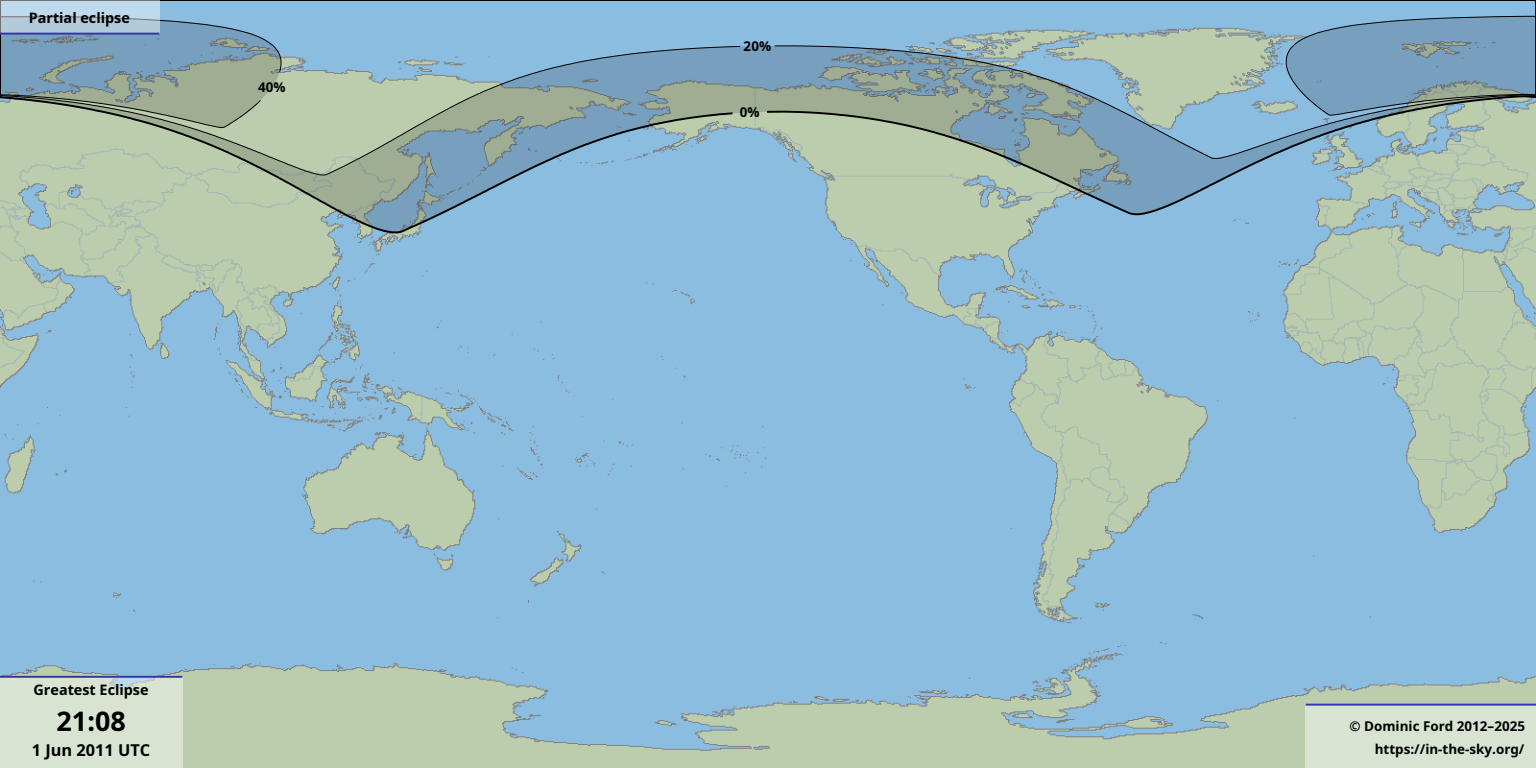 Partial eclipse
20%
40%
0%
Greatest Eclipse
21:08
1 Jun 2011 UTC
© Dominic Ford 2012–2025
https://in-the-sky.org/